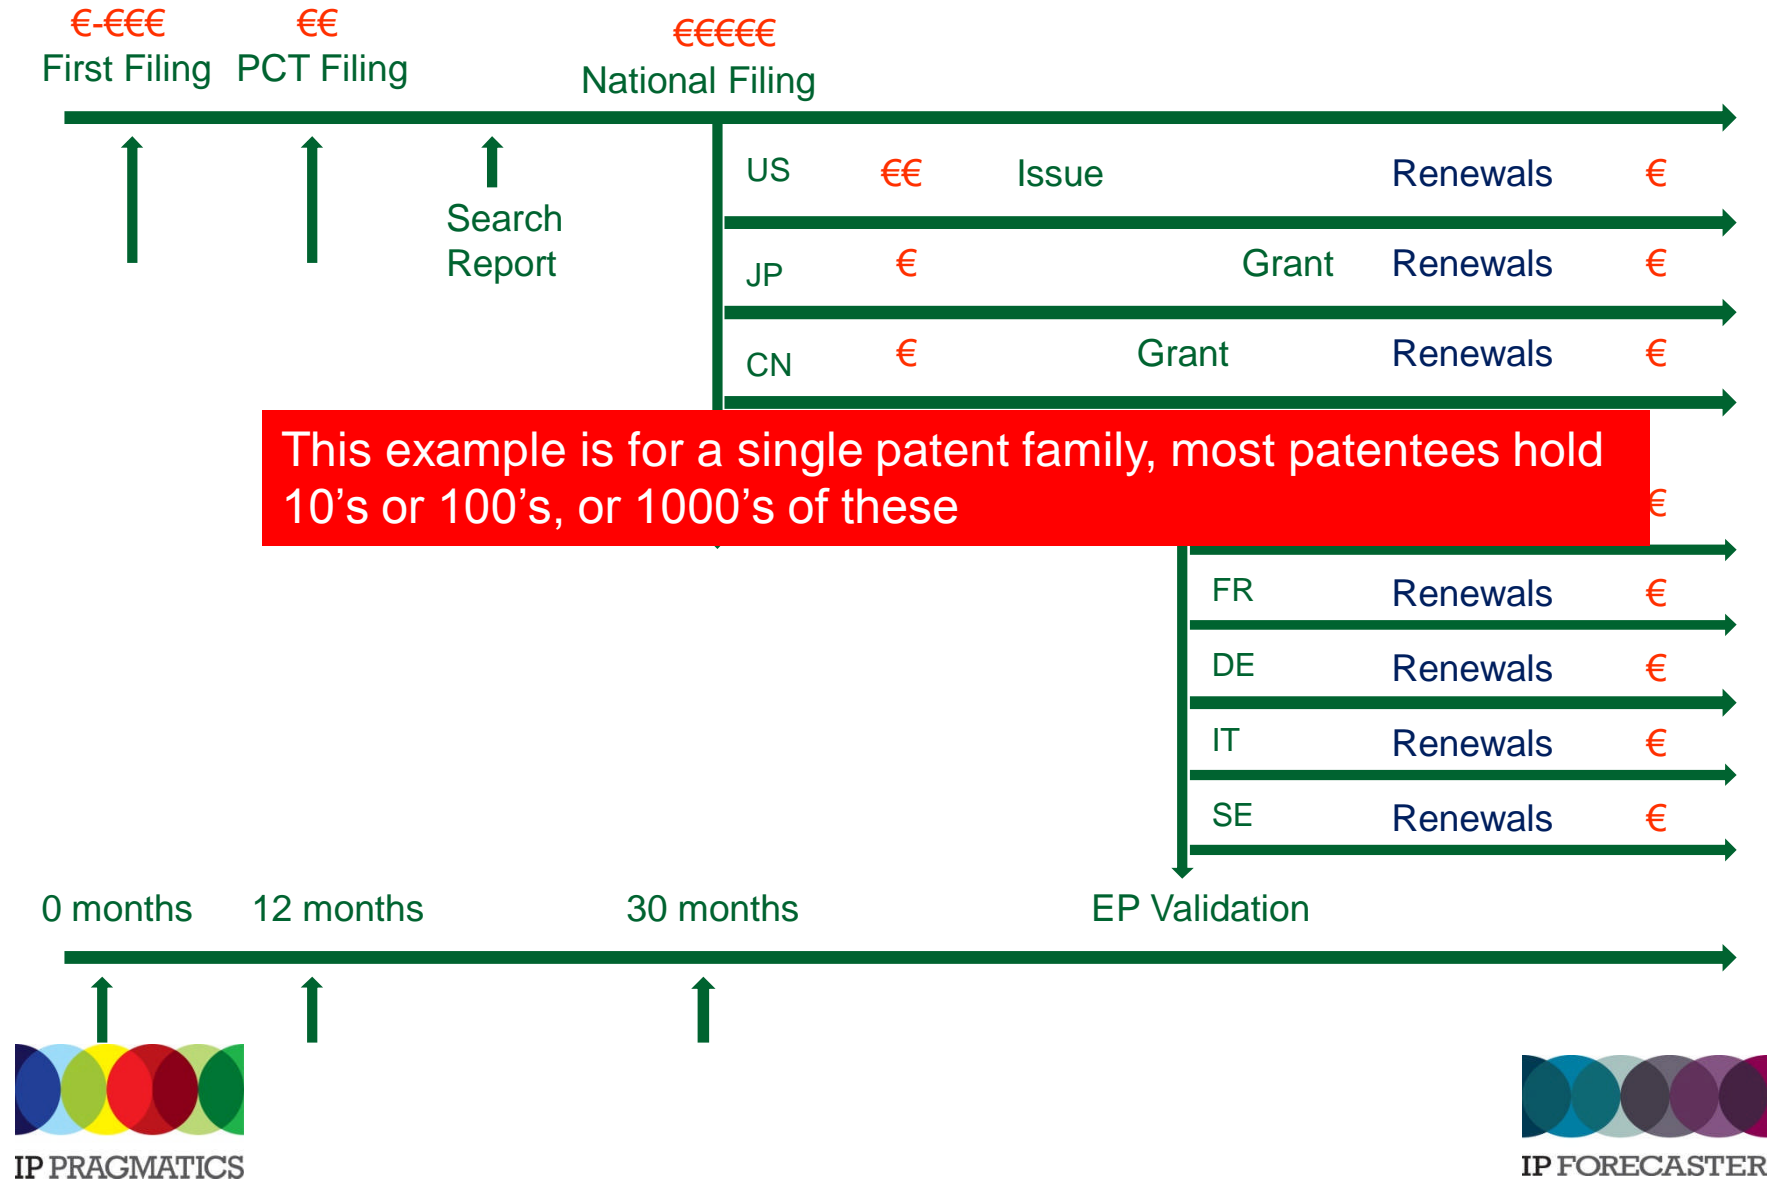 €-€€€
€€
€€€€€
First Filing
PCT Filing
National Filing
US
€€
Issue
Renewals
€
Search
Report
JP
€
Grant
Renewals
€
CN
€
Grant
Renewals
€
This example is for a single patent family, most patentees hold
10’s or 100’s, or 1000’s of these
€
FR
Renewals
€
DE
Renewals
€
IT
Renewals
€
SE
Renewals
€
0 months
12 months
30 months
EP Validation
IP PRAGMATICS
IP FORECASTER